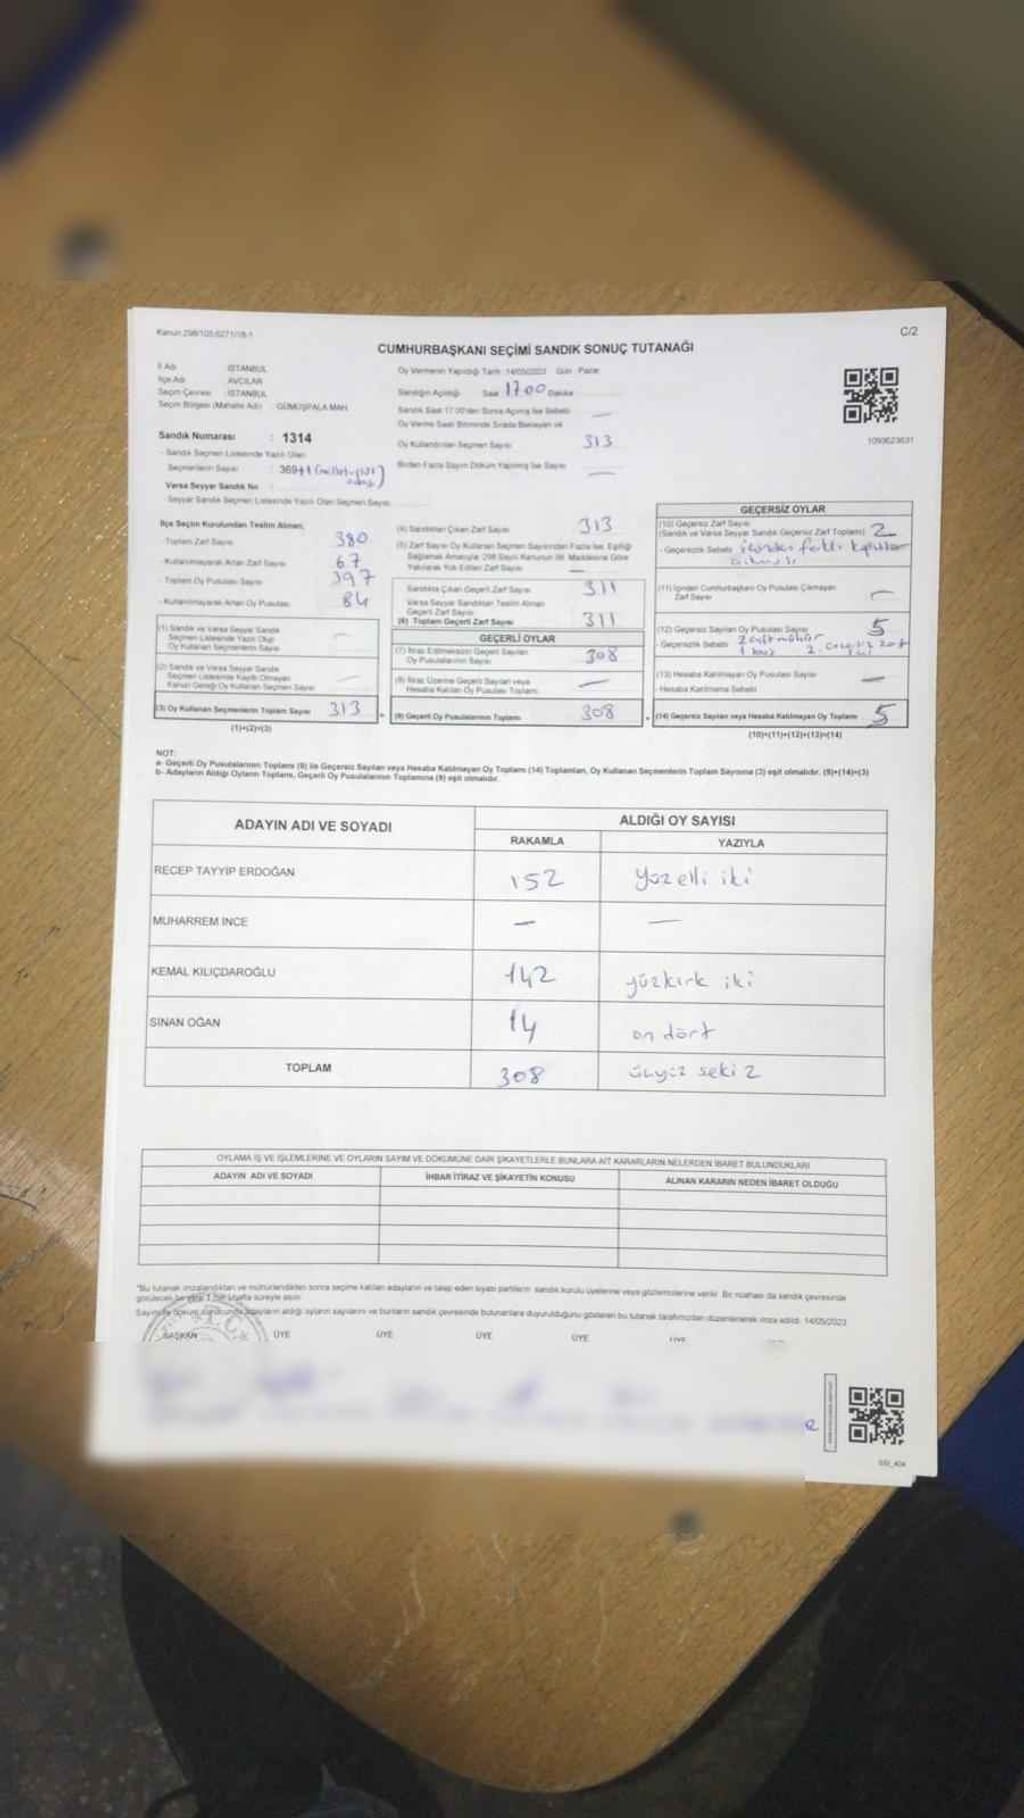 Kanun 298/105,6271/18-1
C/2
CUMHURBAŞKANI SEÇİMİ SANDIK SONUÇ TUTANAĞI
İl Adı İSTANBUL
İlçe Adı AVCILAR
Seçim Çevresi İSTANBUL
Seçim Bölgesi (Mahalle Adı) GÜMÜŞPALA MAH.
Sandık Numarası : 1314
- Sandık Seçmen Listesinde Yazılı Olan
Seçmenlerin Sayısı : 369+1
Varsa Seyyar Sandık No :
- Seyyar Sandık Seçmen Listesinde Yazılı Olan Seçmen Sayısı
Oy Vermenin Yapıldığı Tarih: 14/05/2023 Gün: Pazar
Sandığın Açıldığı Saat 17.00 Dakika
Sandık Saat 17.00'den Sonra Açılmış İse Sebebi —
Oy Verme Saati Bitiminde Sırada Bekleyen ve
Oy Kullandırılan Seçmen Sayısı 313
Birden Fazla Sayım Döküm Yapılmış İse Sayısı —
1093623631
İlçe Seçim Kurulundan Teslim Alınan;
- Toplam Zarf Sayısı 380
- Kullanılmayarak Artan Zarf Sayısı 67
- Toplam Oy Pusulası Sayısı 397
- Kullanılmayarak Artan Oy Pusulası 84
(1) Sandık ve Varsa Seyyar Sandık
Seçmen Listesinde Yazılı Olup
Oy Kullanan Seçmenlerin Sayısı —
(2) Sandık ve Varsa Seyyar Sandık
Seçmen Listesinde Kayıtlı Olmayan
Kanun Gereği Oy Kullanan Seçmen Sayısı —
(3) Oy Kullanan Seçmenlerin Toplam Sayısı 313
(1)+(2)=(3)
(4) Sandıktan Çıkan Zarf Sayısı 313
(5) Zarf Sayısı Oy Kullanan Seçmen Sayısından Fazla İse, Eşitliği
Sağlamak Amacıyla 298 Sayılı Kanunun 98. Maddesine Göre
Yakılarak Yok Edilen Zarf Sayısı —
Sandıkta Çıkan Geçerli Zarf Sayısı 311
Varsa Seyyar Sandıktan Teslim Alınan
Geçerli Zarf Sayısı
(6) Toplam Geçerli Zarf Sayısı 311
GEÇERLİ OYLAR
(7) İtiraz Edilmeksizin Geçerli Sayılan
Oy Pusulalarının Sayısı 308
(8) İtiraz Üzerine Geçerli Sayılan veya
Hesaba Katılan Oy Pusulası Toplamı —
(9) Geçerli Oy Pusulalarının Toplamı 308
GEÇERSİZ OYLAR
(10) Geçersiz Zarf Sayısı
(Sandık ve Varsa Seyyar Sandık Geçersiz Zarf Toplamı) 2
- Geçersizlik Sebebi
(11) İçinden Cumhurbaşkanı Oy Pusulası Çıkmayan
Zarf Sayısı —
(12) Geçersiz Sayılan Oy Pusulası Sayısı 5
- Geçersizlik Sebebi 2 çift mühür
1 boş
(13) Hesaba Katılmayan Oy Pusulası Sayısı —
- Hesaba Katılmama Sebebi
(14) Geçersiz Sayılan veya Hesaba Katılmayan Oy Toplamı 5
(10)+(11)+(12)+(13)=(14)
NOT:
a- Geçerli Oy Pusulalarının Toplamı (9) ile Geçersiz Sayılan veya Hesaba Katılmayan Oy Toplamı (14) Toplamları, Oy Kullanan Seçmenlerin Toplam Sayısına (3) eşit olmalıdır. (9)+(14)=(3)
b- Adayların Aldığı Oyların Toplamı, Geçerli Oy Pusulalarının Toplamına (9) eşit olmalıdır.
ADAYIN ADI VE SOYADI
ALDIĞI OY SAYISI
RAKAMLA YAZIYLA
RECEP TAYYİP ERDOĞAN 152 yüzelli iki
MUHARREM İNCE — —
KEMAL KILIÇDAROĞLU 142 yüzkırk iki
SİNAN OĞAN 14 on dört
TOPLAM 308 üçyüz sekiz
OYLAMA İŞ VE İŞLEMLERİNE VE OYLARIN SAYIM VE DÖKÜMÜNE DAİR ŞİKAYETLERLE BUNLARA AİT KARARLARIN NELERDEN İBARET BULUNDUKLARI
ADAYIN ADI VE SOYADI
İHBAR İTİRAZ VE ŞİKAYETİN KONUSU
ALINAN KARARIN NEDEN İBARET OLDUĞU
*Bu tutanak imzalandıktan ve mühürlendikten sonra seçime katılan adayların ve talep eden siyasi partilerin sandık kurulu üyelerine veya gözlemcilerine verilir. Bir nüshası da sandık çevresinde
görülecek bir yere 1 (bir) hafta süreyle asılır.
Sayım ve döküm sonucunda adayların aldığı oyların sayılarını ve bunların sandık çevresinde bulunanlara duyurulduğunu gösteren bu tutanak tarafımızdan düzenlenerek imza edildi. 14/05/2023
BAŞKAN ÜYE ÜYE ÜYE ÜYE ÜYE
T.C.